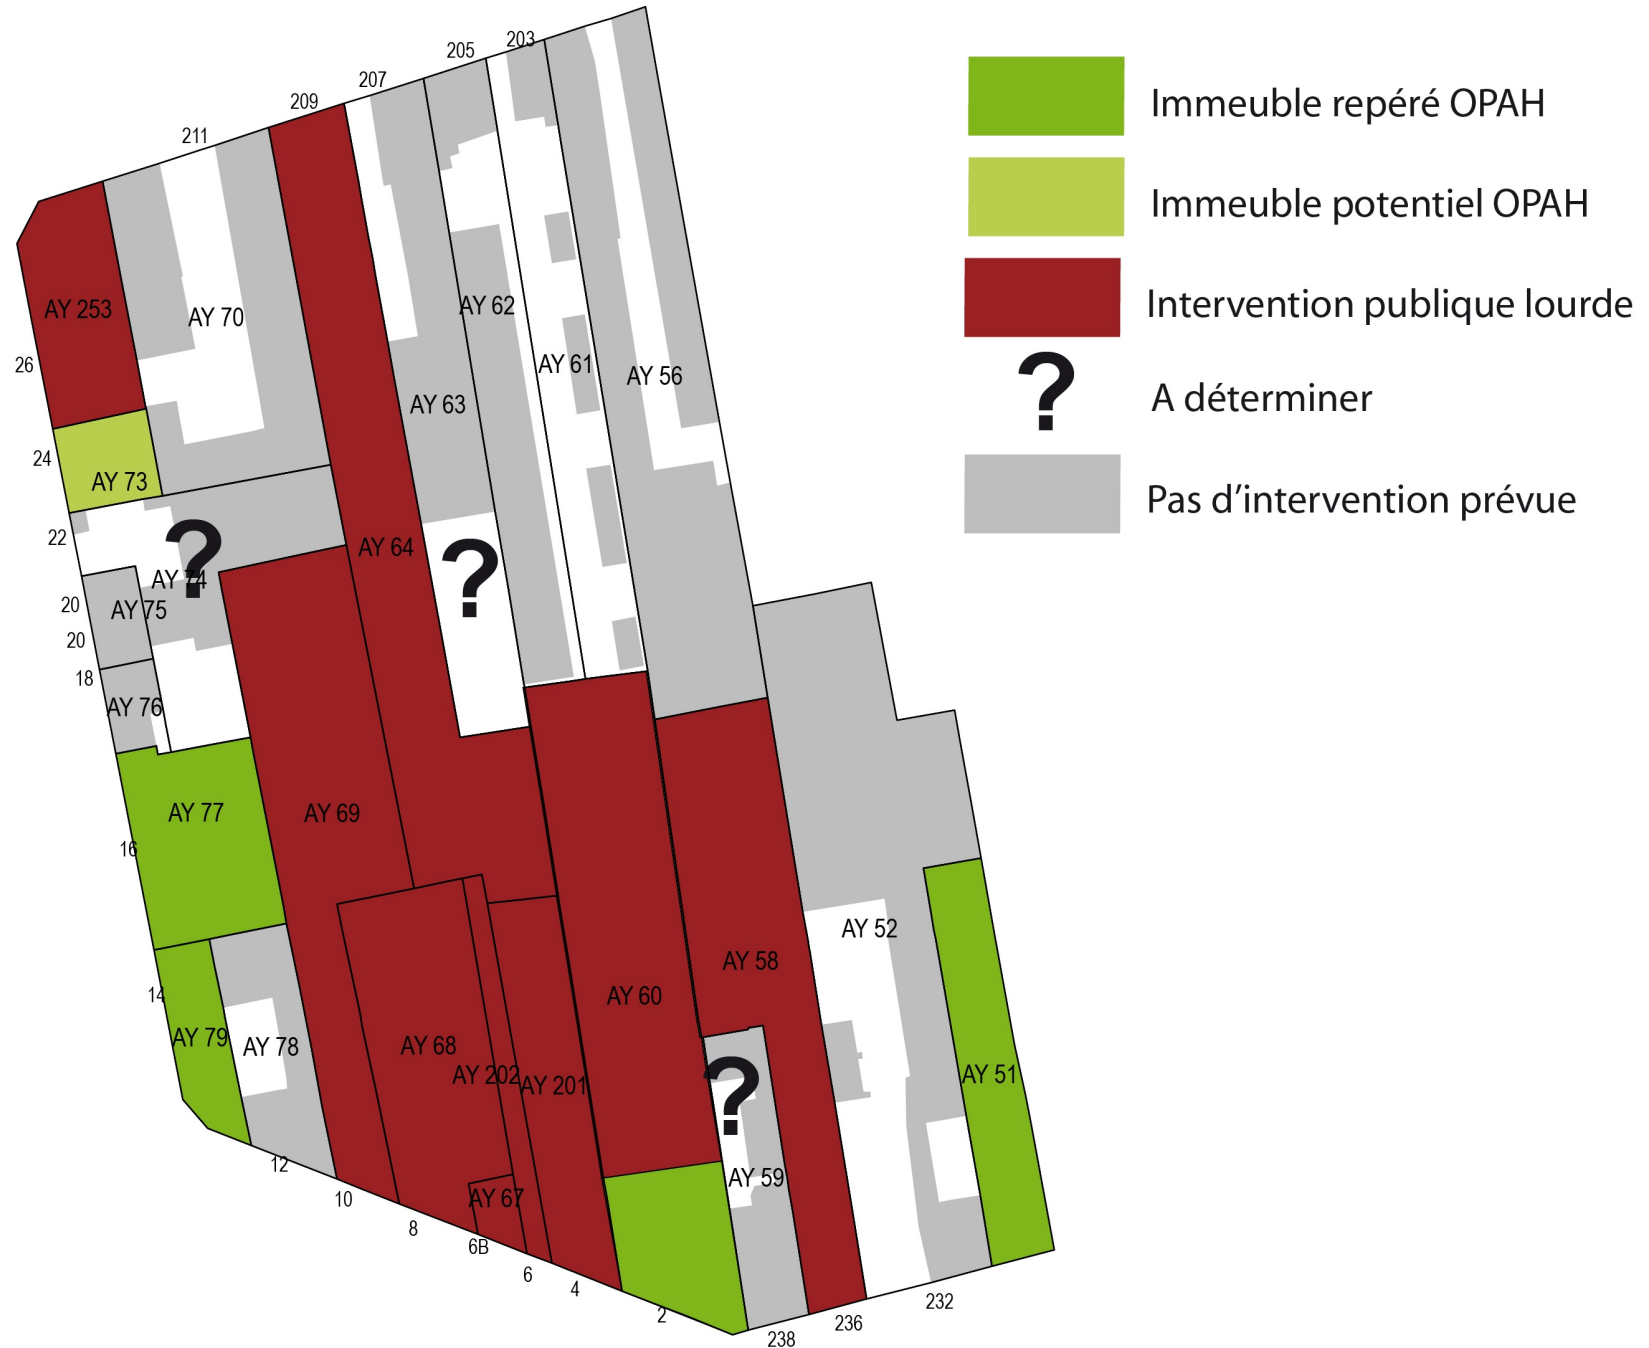 203
205
207
209
211
Immeuble repéré OPAH
Immeuble potentiel OPAH
Intervention publique lourde
?
A déterminer
Pas d’intervention prévue
AY 253
AY 70
AY 62
AY 61
AY 56
AY 63
26
24
AY 73
22
?
AY 74
AY 64
?
20
AY 75
20
18
AY 76
AY 77
AY 69
16
AY 52
AY 58
14
AY 60
AY 79
AY 78
AY 68
AY 202
AY 201
?
AY 51
AY 59
AY 67
12
10
8
6B
6
4
2
238
236
232